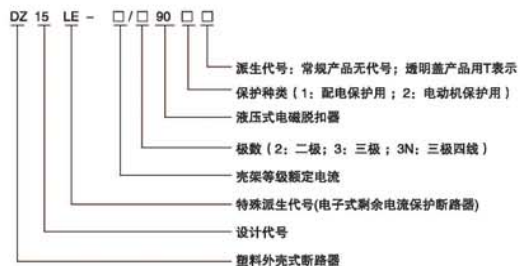 DZ 15 LE - □/□ 90 □ □
派生代号：常规产品无代号；透明盖产品用T表示
保护种类（1：配电保护用；2：电动机保护用）
液压式电磁脱扣器
极数（2：二极；3：三极；3N：三极四线）
壳架等级额定电流
特殊派生代号(电子式剩余电流保护断路器)
设计代号
塑料外壳式断路器